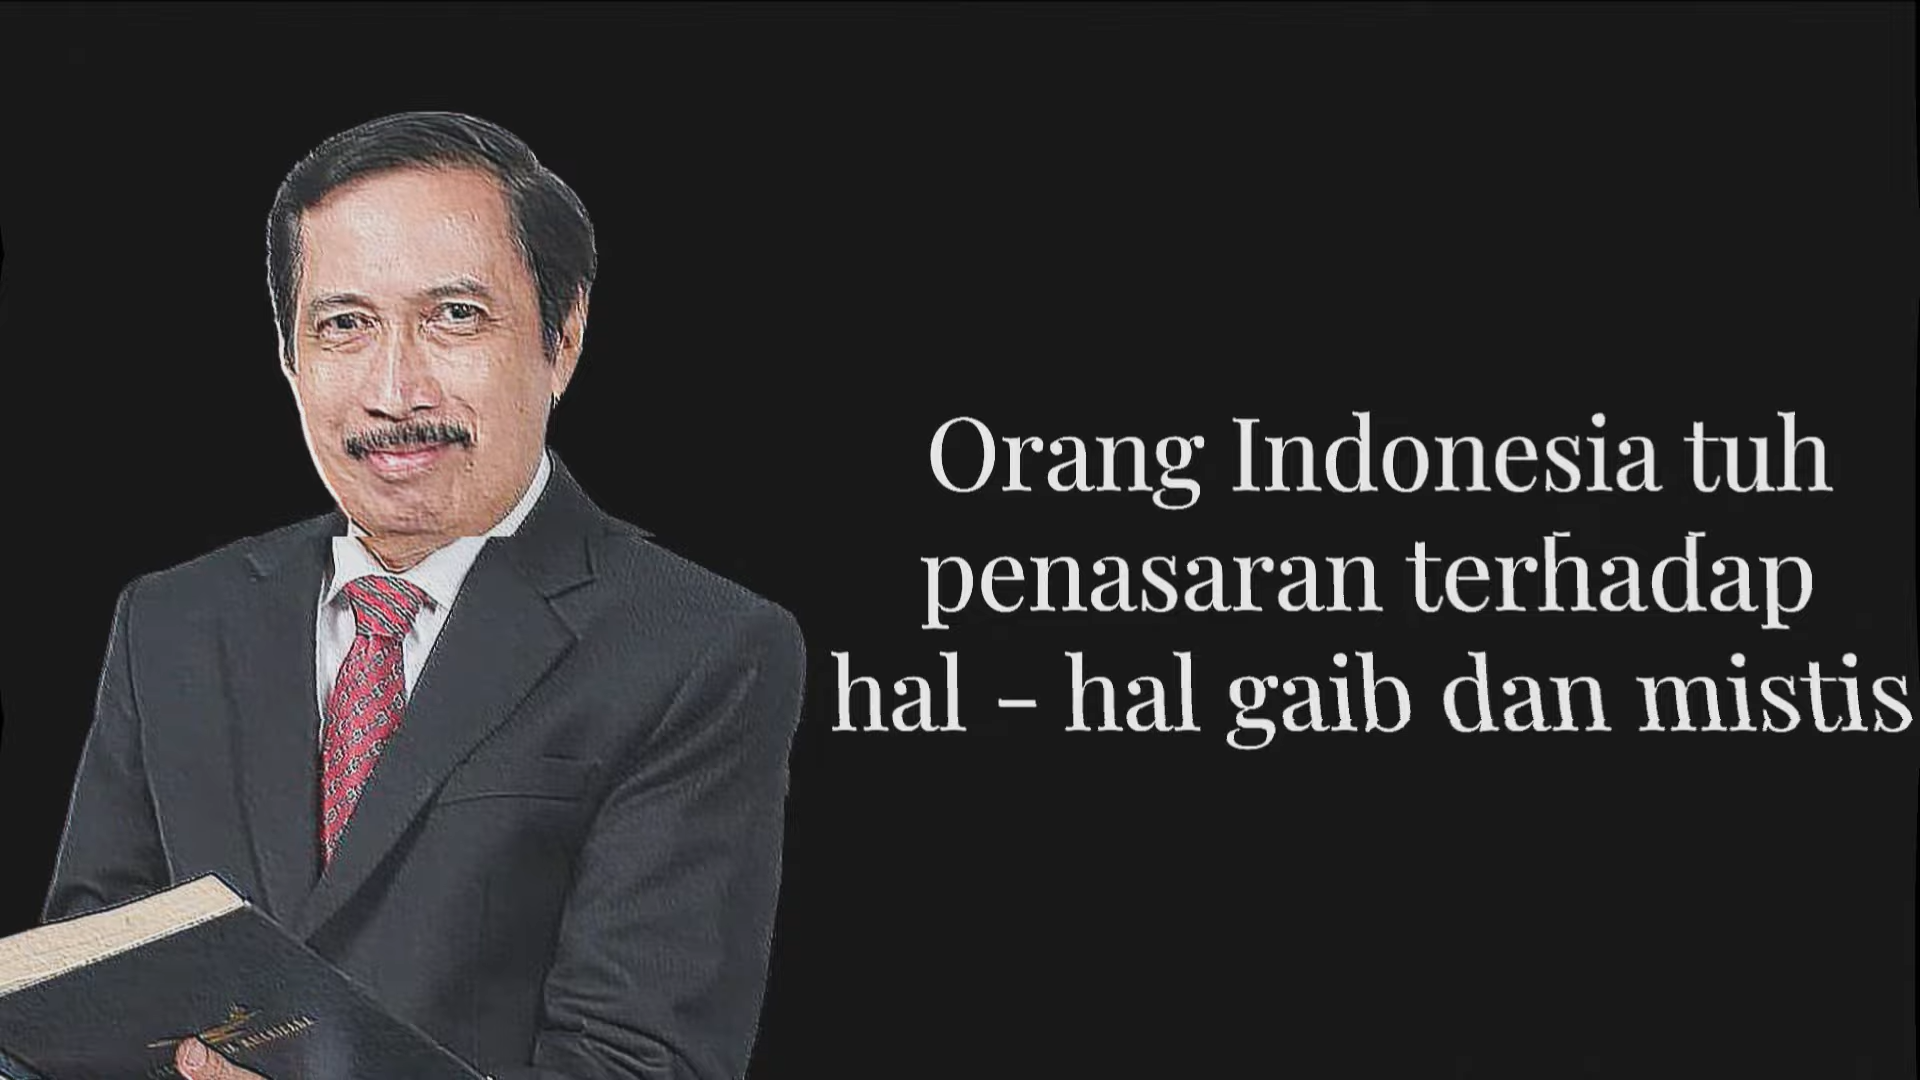 Orang Indonesia tuh
penasaran terhadap
hal - hal gaib dan mistis